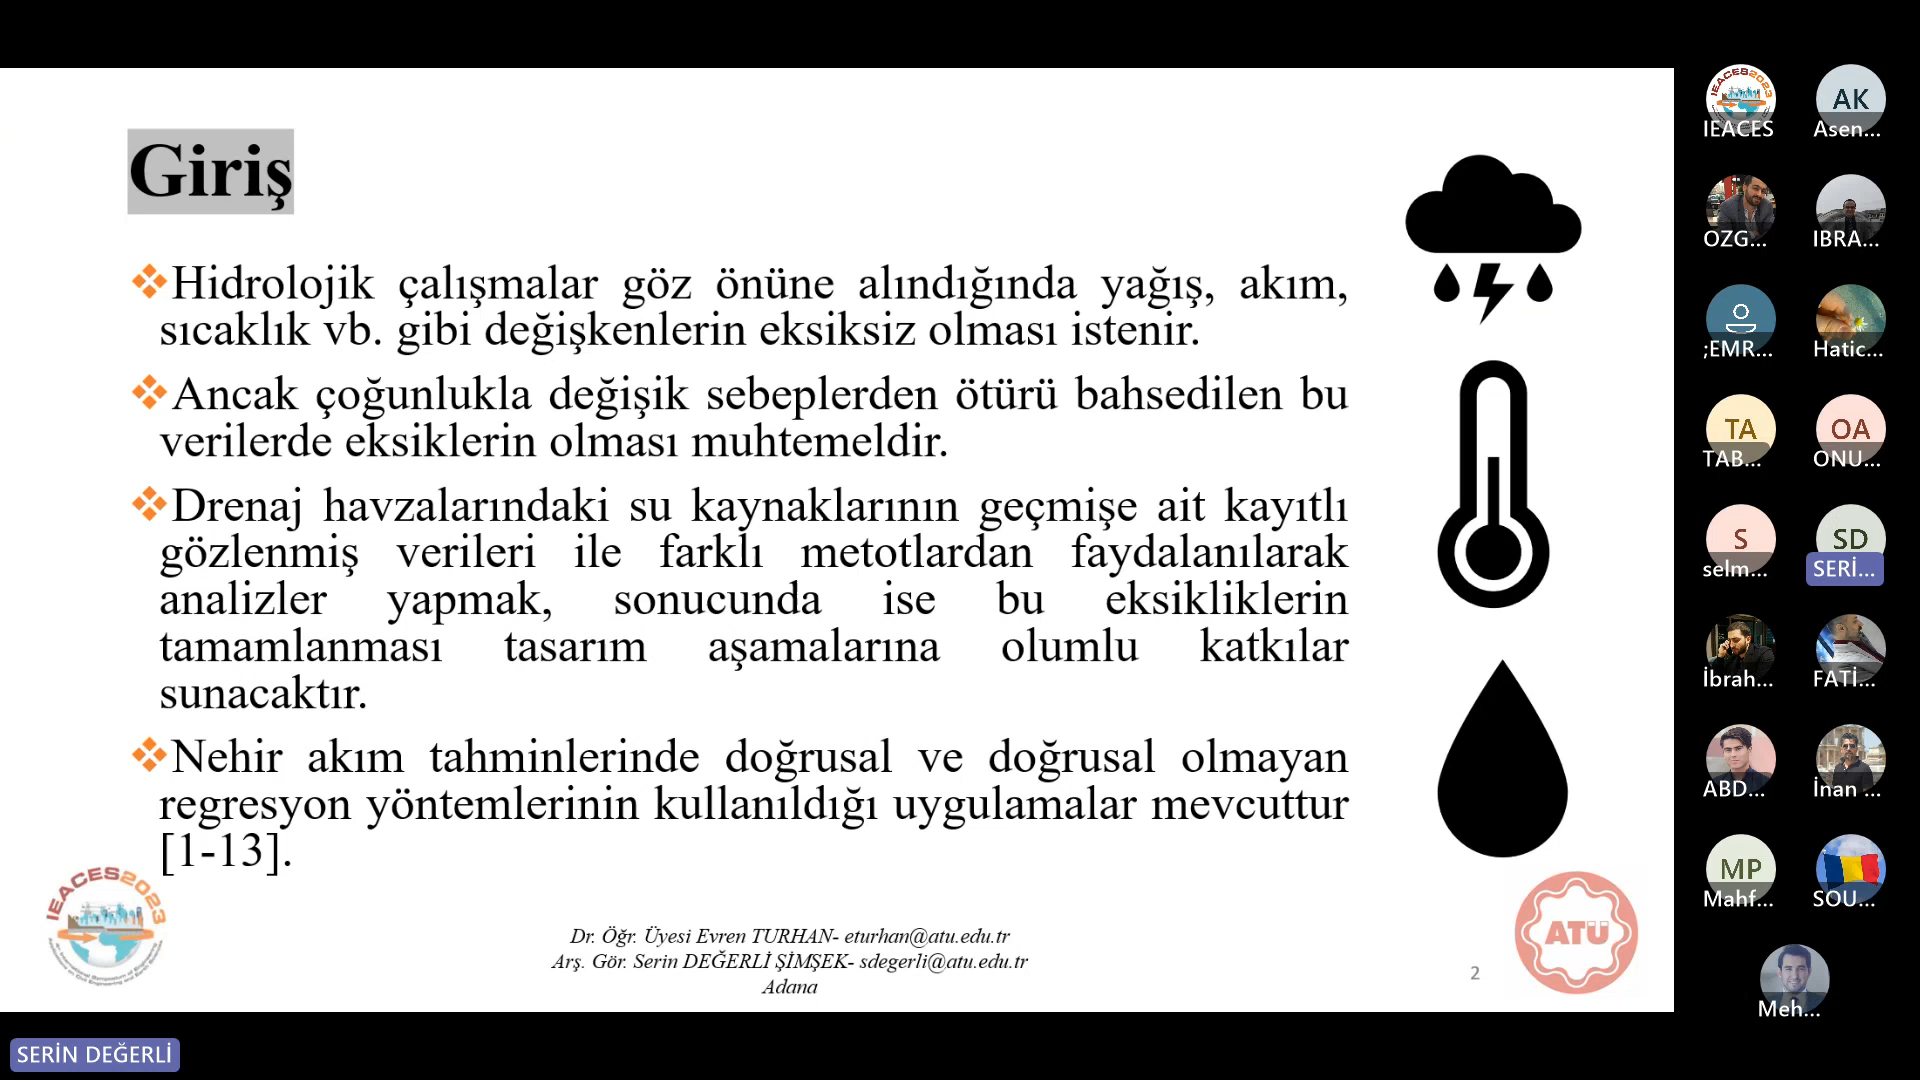 Giriş
Hidrolojik çalışmalar göz önüne alındığında yağış, akım,
sıcaklık vb. gibi değişkenlerin eksiksiz olması istenir.
Ancak çoğunlukla değişik sebeplerden ötürü bahsedilen bu
verilerde eksiklerin olması muhtemeldir.
Drenaj havzalarındaki su kaynaklarının geçmişe ait kayıtlı
gözlenmiş verileri ile farklı metotlardan faydalanılarak
analizler yapmak, sonucunda ise bu eksikliklerin
tamamlanması tasarım aşamalarına olumlu katkılar
sunacaktır.
Nehir akım tahminlerinde doğrusal ve doğrusal olmayan
regresyon yöntemlerinin kullanıldığı uygulamalar mevcuttur
[1-13].
IEACES2023
Dr. Öğr. Üyesi Evren TURHAN- eturhan@atu.edu.tr
Arş. Gör. Serin DEĞERLİ ŞİMŞEK- sdegerli@atu.edu.tr
Adana
2
ATÜ
SERİN DEĞERLİ
IEACES2023
IEACES
AK
Asen...
OZG...
IBRA...
;EMR...
Hatic...
TA
TAB...
OA
ONU...
S
selm...
SD
SERİ...
İbrah...
FATİ...
ABD...
İnan ...
MP
Mahf...
SOU...
Meh...